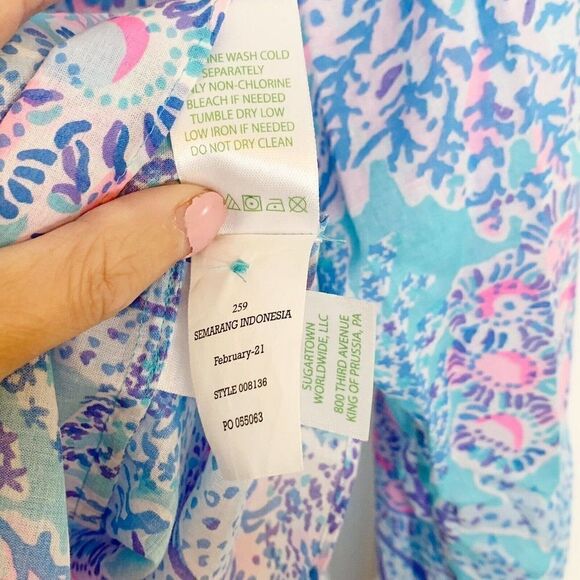 WASH COLD
SEPARATELY
NON-CHLORINE
BLEACH IF NEEDED
TUMBLE DRY LOW
LOW IRON IF NEEDED
DO NOT DRY CLEAN
259
SEMARANG INDONESIA
February-21
STYLE 008136
PO 055063
SUGARTOWN
WORLDWIDE, LLC
800 THIRD AVENUE
KING OF PRUSSIA, PA